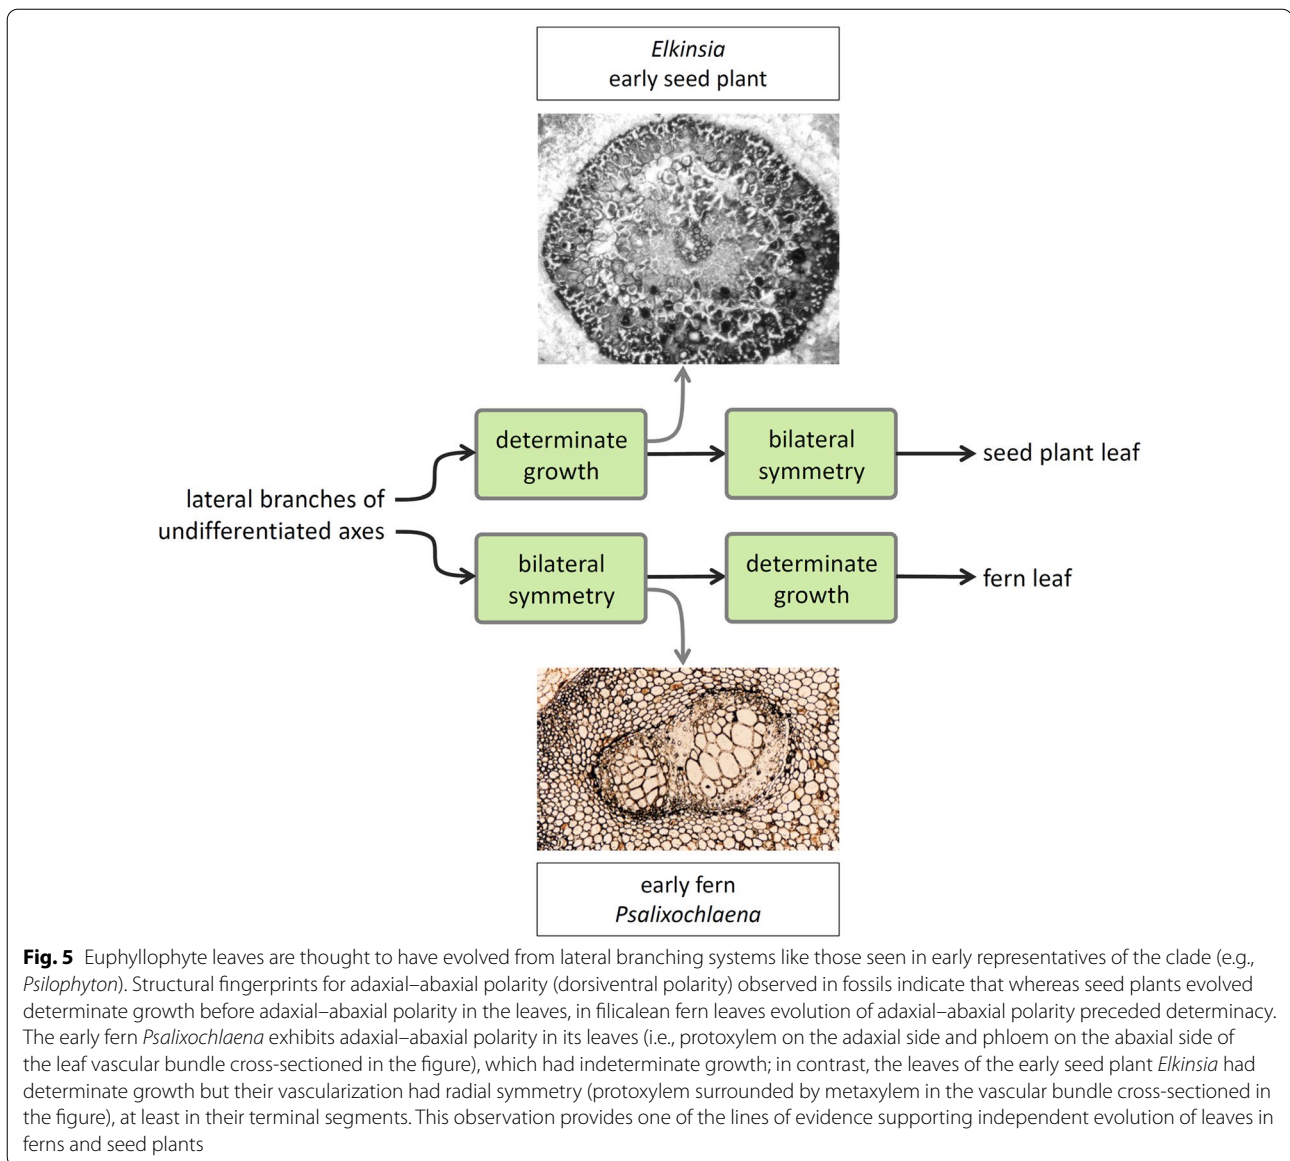 Elkinsia
early seed plant
determinate
growth
bilateral
symmetry
seed plant leaf
lateral branches of
undifferentiated axes
bilateral
symmetry
determinate
growth
fern leaf
early fern
Psalixochlaena
Fig. 5 Euphyllophyte leaves are thought to have evolved from lateral branching systems like those seen in early representatives of the clade (e.g.,
Psilophyton). Structural fingerprints for adaxial–abaxial polarity (dorsiventral polarity) observed in fossils indicate that whereas seed plants evolved
determinate growth before adaxial–abaxial polarity in the leaves, in filicalean fern leaves evolution of adaxial–abaxial polarity preceded determinacy.
The early fern Psalixochlaena exhibits adaxial–abaxial polarity in its leaves (i.e., protoxylem on the adaxial side and phloem on the abaxial side of
the leaf vascular bundle cross-sectioned in the figure), which had indeterminate growth; in contrast, the leaves of the early seed plant Elkinsia had
determinate growth but their vascularization had radial symmetry (protoxylem surrounded by metaxylem in the vascular bundle cross-sectioned in
the figure), at least in their terminal segments. This observation provides one of the lines of evidence supporting independent evolution of leaves in
ferns and seed plants